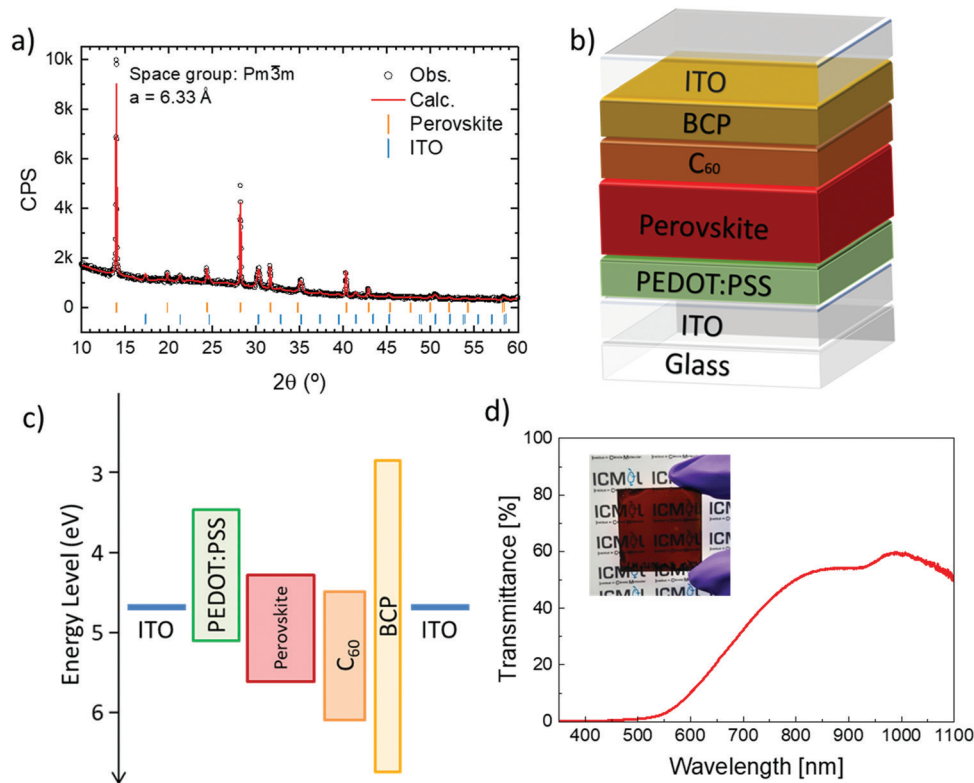 a)
10k
8k
6k
4k
2k
0
CPS
Space group: Pm3̅m
a = 6.33 Å
Obs.
Calc.
Perovskite
ITO
10 15 20 25 30 35 40 45 50 55 60
2θ (º)
b)
ITO
BCP
C₆₀
Perovskite
PEDOT:PSS
ITO
Glass
c)
Energy Level (eV)
3
4
5
6
ITO
PEDOT:PSS
Perovskite
C₆₀
BCP
ITO
d)
Transmittance [%]
100
80
60
40
20
0
ICMOL
ICMOL ICMOL
ICMOL
400 500 600 700 800 900 1000 1100
Wavelength [nm]